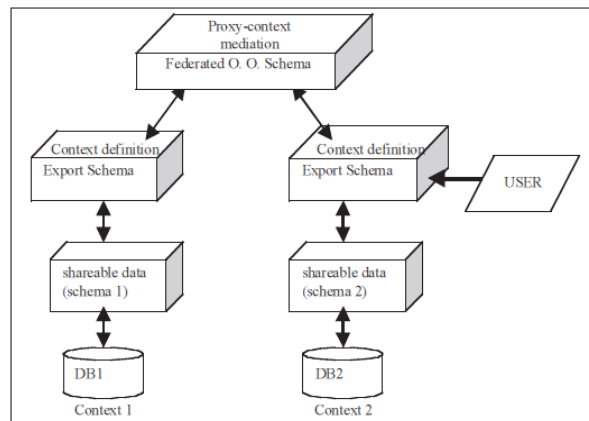 Proxy-context
mediation
Federated O. O. Schema
Context definition
Export Schema
Context definition
Export Schema
USER
shareable data
(schema 1)
shareable data
(schema 2)
DB1
DB2
Context 1
Context 2